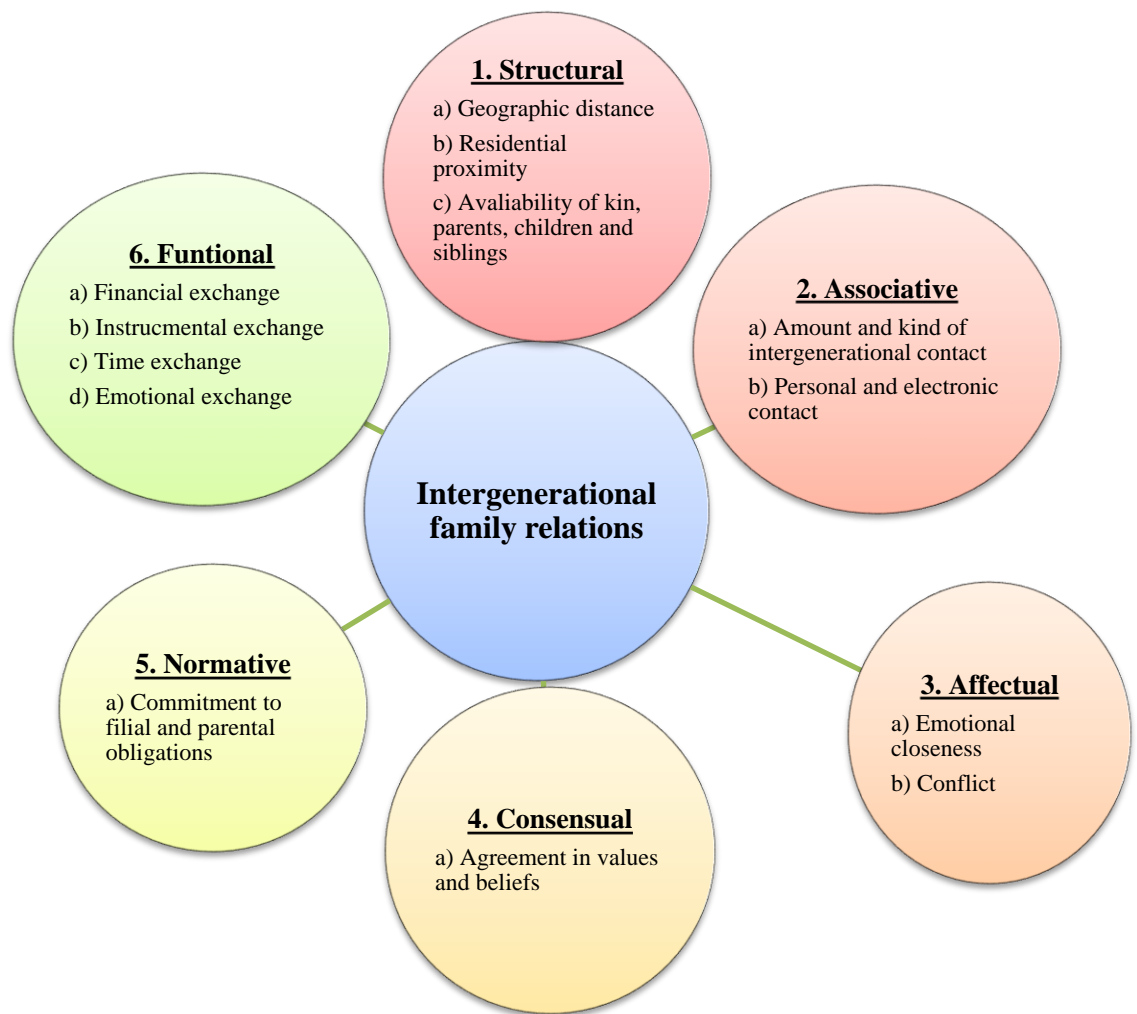 1. Structural
a) Geographic distance
b) Residential
proximity
c) Avaliability of kin,
parents, children and
siblings
2. Associative
a) Amount and kind of
intergenerational contact
b) Personal and electronic
contact
3. Affectual
a) Emotional
closeness
b) Conflict
4. Consensual
a) Agreement in values
and beliefs
5. Normative
a) Commitment to
filial and parental
obligations
6. Funtional
a) Financial exchange
b) Instrucmental exchange
c) Time exchange
d) Emotional exchange
Intergenerational
family relations